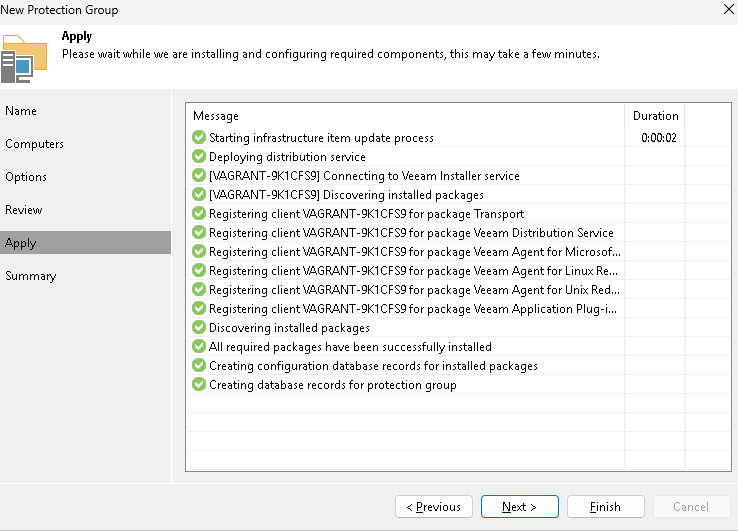 New Protection Group
Apply
Please wait while we are installing and configuring required components, this may take a few minutes.
Name
Computers
Options
Review
Apply
Summary
Message Duration
Starting infrastructure item update process 0:00:02
Deploying distribution service
[VAGRANT-9K1CFS9] Connecting to Veeam Installer service
[VAGRANT-9K1CFS9] Discovering installed packages
Registering client VAGRANT-9K1CFS9 for package Transport
Registering client VAGRANT-9K1CFS9 for package Veeam Distribution Service
Registering client VAGRANT-9K1CFS9 for package Veeam Agent for Microsof...
Registering client VAGRANT-9K1CFS9 for package Veeam Agent for Linux Re...
Registering client VAGRANT-9K1CFS9 for package Veeam Agent for Unix Red...
Registering client VAGRANT-9K1CFS9 for package Veeam Application Plug-i...
Discovering installed packages
All required packages have been successfully installed
Creating configuration database records for installed packages
Creating database records for protection group
< Previous Next > Finish Cancel